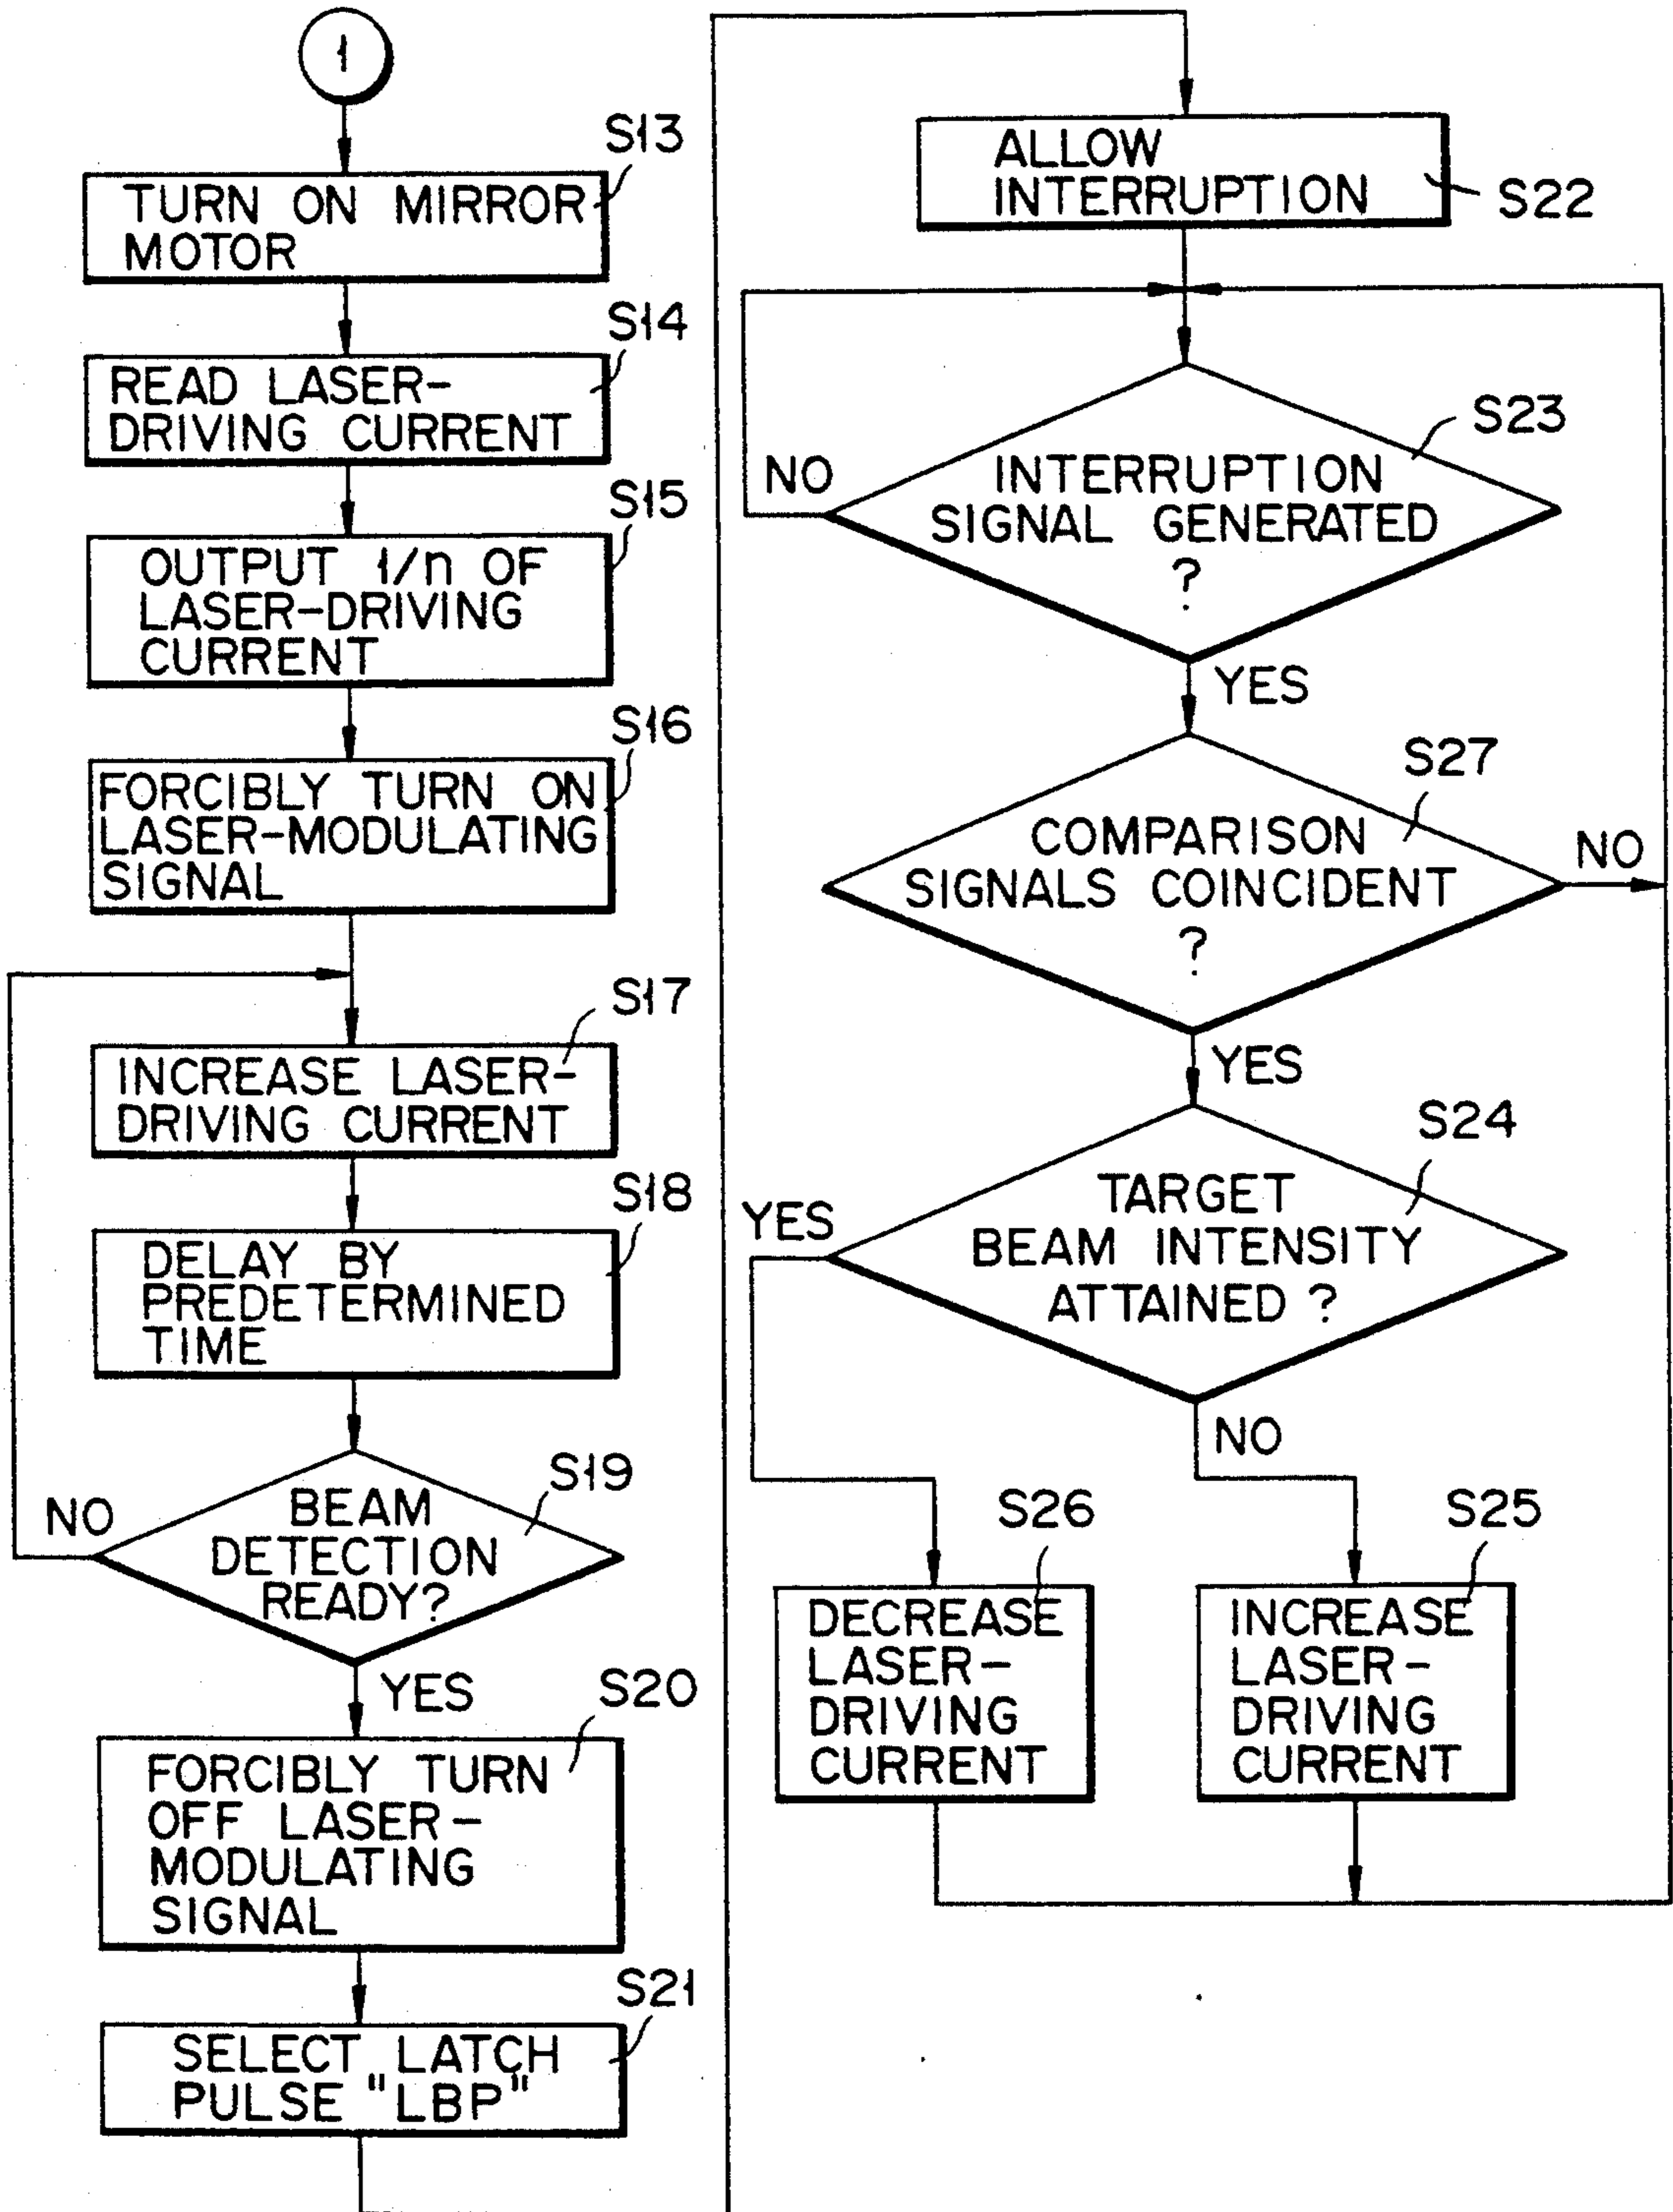 1
S13
TURN ON MIRROR
MOTOR
S14
READ LASER-
DRIVING CURRENT
S15
OUTPUT 1/n OF
LASER-DRIVING
CURRENT
S16
FORCIBLY TURN ON
LASER-MODULATING
SIGNAL
S17
INCREASE LASER-
DRIVING CURRENT
S18
DELAY BY
PREDETERMINED
TIME
S19
NO
BEAM
DETECTION
READY?
YES
S20
FORCIBLY TURN
OFF LASER-
MODULATING
SIGNAL
S21
SELECT LATCH
PULSE "LBP"
ALLOW
INTERRUPTION
S22
S23
NO
INTERRUPTION
SIGNAL GENERATED
?
YES
S27
COMPARISON
SIGNALS COINCIDENT
?
NO
YES
S24
YES
TARGET
BEAM INTENSITY
ATTAINED ?
NO
S26
DECREASE
LASER-
DRIVING
CURRENT
S25
INCREASE
LASER-
DRIVING
CURRENT